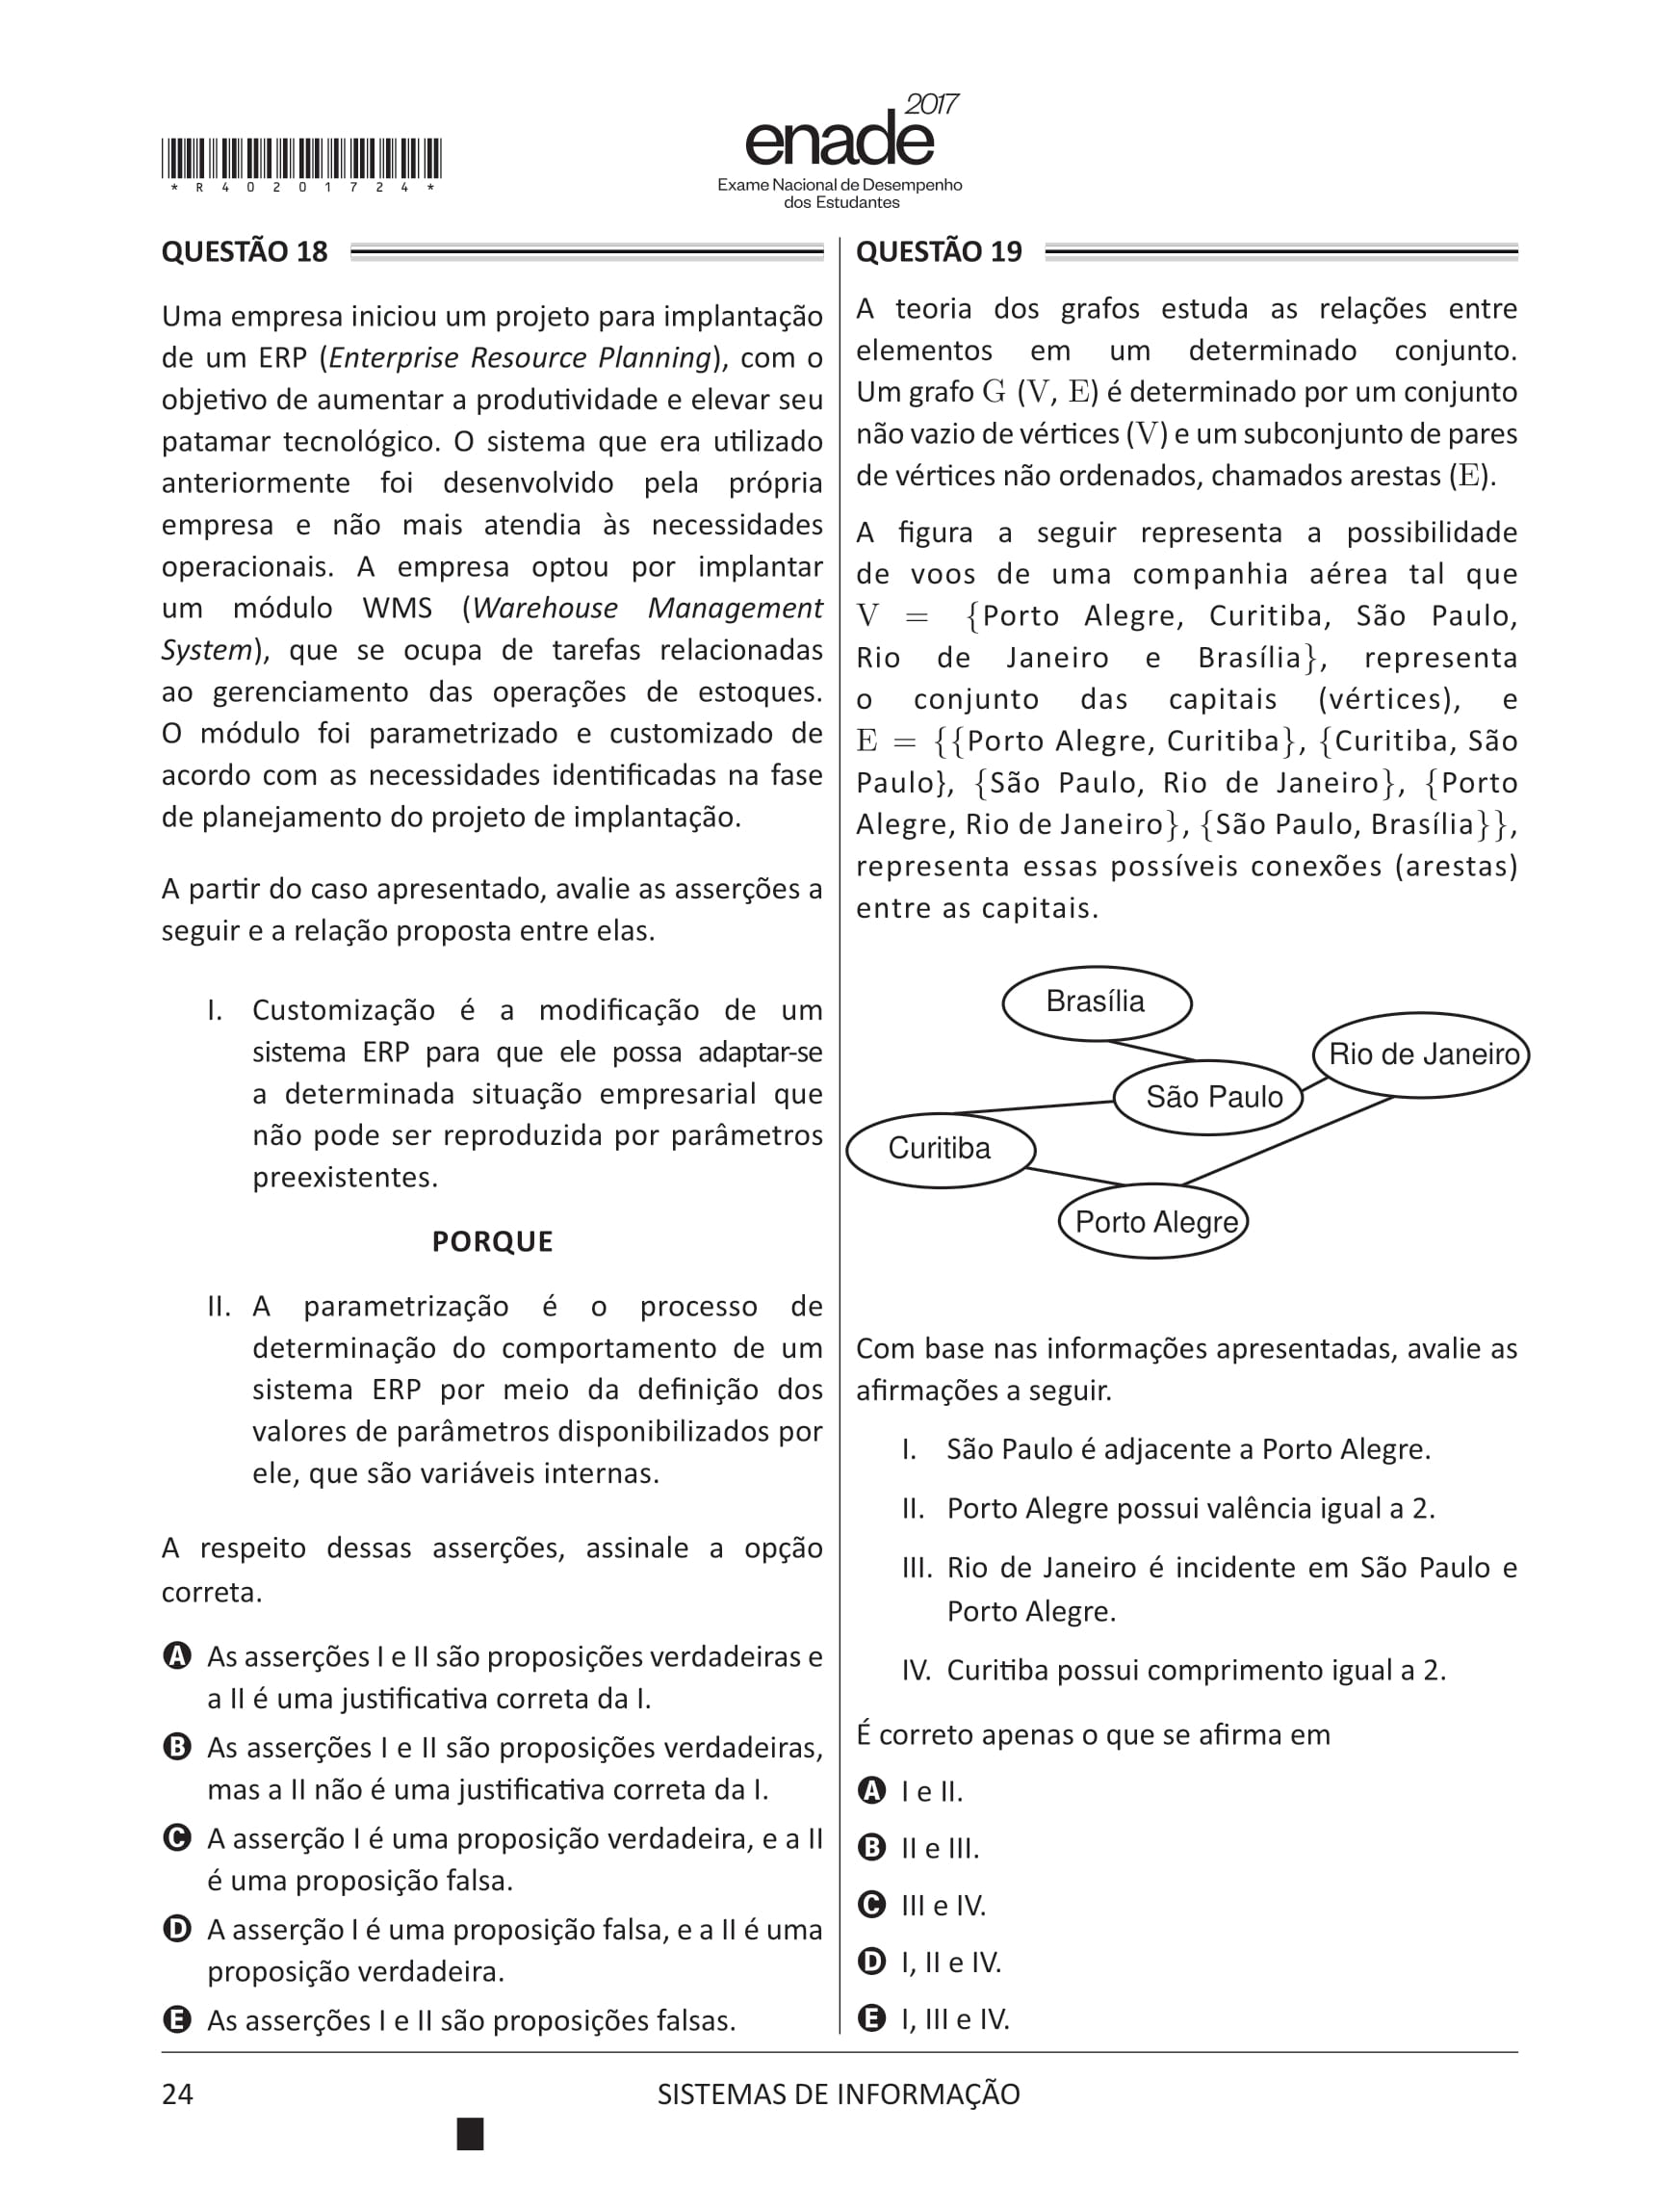 enade 2017
Exame Nacional de Desempenho
dos Estudantes
* R 4 0 2 0 1 7 2 4 *
QUESTÃO 18
Uma empresa iniciou um projeto para implantação
de um ERP (Enterprise Resource Planning), com o
objetivo de aumentar a produtividade e elevar seu
patamar tecnológico. O sistema que era utilizado
anteriormente foi desenvolvido pela própria
empresa e não mais atendia às necessidades
operacionais. A empresa optou por implantar
um módulo WMS (Warehouse Management
System), que se ocupa de tarefas relacionadas
ao gerenciamento das operações de estoques.
O módulo foi parametrizado e customizado de
acordo com as necessidades identificadas na fase
de planejamento do projeto de implantação.
A partir do caso apresentado, avalie as asserções a
seguir e a relação proposta entre elas.
I. Customização é a modificação de um
sistema ERP para que ele possa adaptar-se
a determinada situação empresarial que
não pode ser reproduzida por parâmetros
preexistentes.
PORQUE
II. A parametrização é o processo de
determinação do comportamento de um
sistema ERP por meio da definição dos
valores de parâmetros disponibilizados por
ele, que são variáveis internas.
A respeito dessas asserções, assinale a opção
correta.
A As asserções I e II são proposições verdadeiras e
a II é uma justificativa correta da I.
B As asserções I e II são proposições verdadeiras,
mas a II não é uma justificativa correta da I.
C A asserção I é uma proposição verdadeira, e a II
é uma proposição falsa.
D A asserção I é uma proposição falsa, e a II é uma
proposição verdadeira.
E As asserções I e II são proposições falsas.
QUESTÃO 19
A teoria dos grafos estuda as relações entre
elementos em um determinado conjunto.
Um grafo G (V, E) é determinado por um conjunto
não vazio de vértices (V) e um subconjunto de pares
de vértices não ordenados, chamados arestas (E).
A figura a seguir representa a possibilidade
de voos de uma companhia aérea tal que
V = {Porto Alegre, Curitiba, São Paulo,
Rio de Janeiro e Brasília}, representa
o conjunto das capitais (vértices), e
E = {{Porto Alegre, Curitiba}, {Curitiba, São
Paulo}, {São Paulo, Rio de Janeiro}, {Porto
Alegre, Rio de Janeiro}, {São Paulo, Brasília}},
representa essas possíveis conexões (arestas)
entre as capitais.
Brasília
Rio de Janeiro
São Paulo
Curitiba
Porto Alegre
Com base nas informações apresentadas, avalie as
afirmações a seguir.
I. São Paulo é adjacente a Porto Alegre.
II. Porto Alegre possui valência igual a 2.
III. Rio de Janeiro é incidente em São Paulo e
Porto Alegre.
IV. Curitiba possui comprimento igual a 2.
É correto apenas o que se afirma em
A I e II.
B II e III.
C III e IV.
D I, II e IV.
E I, III e IV.
24
SISTEMAS DE INFORMAÇÃO